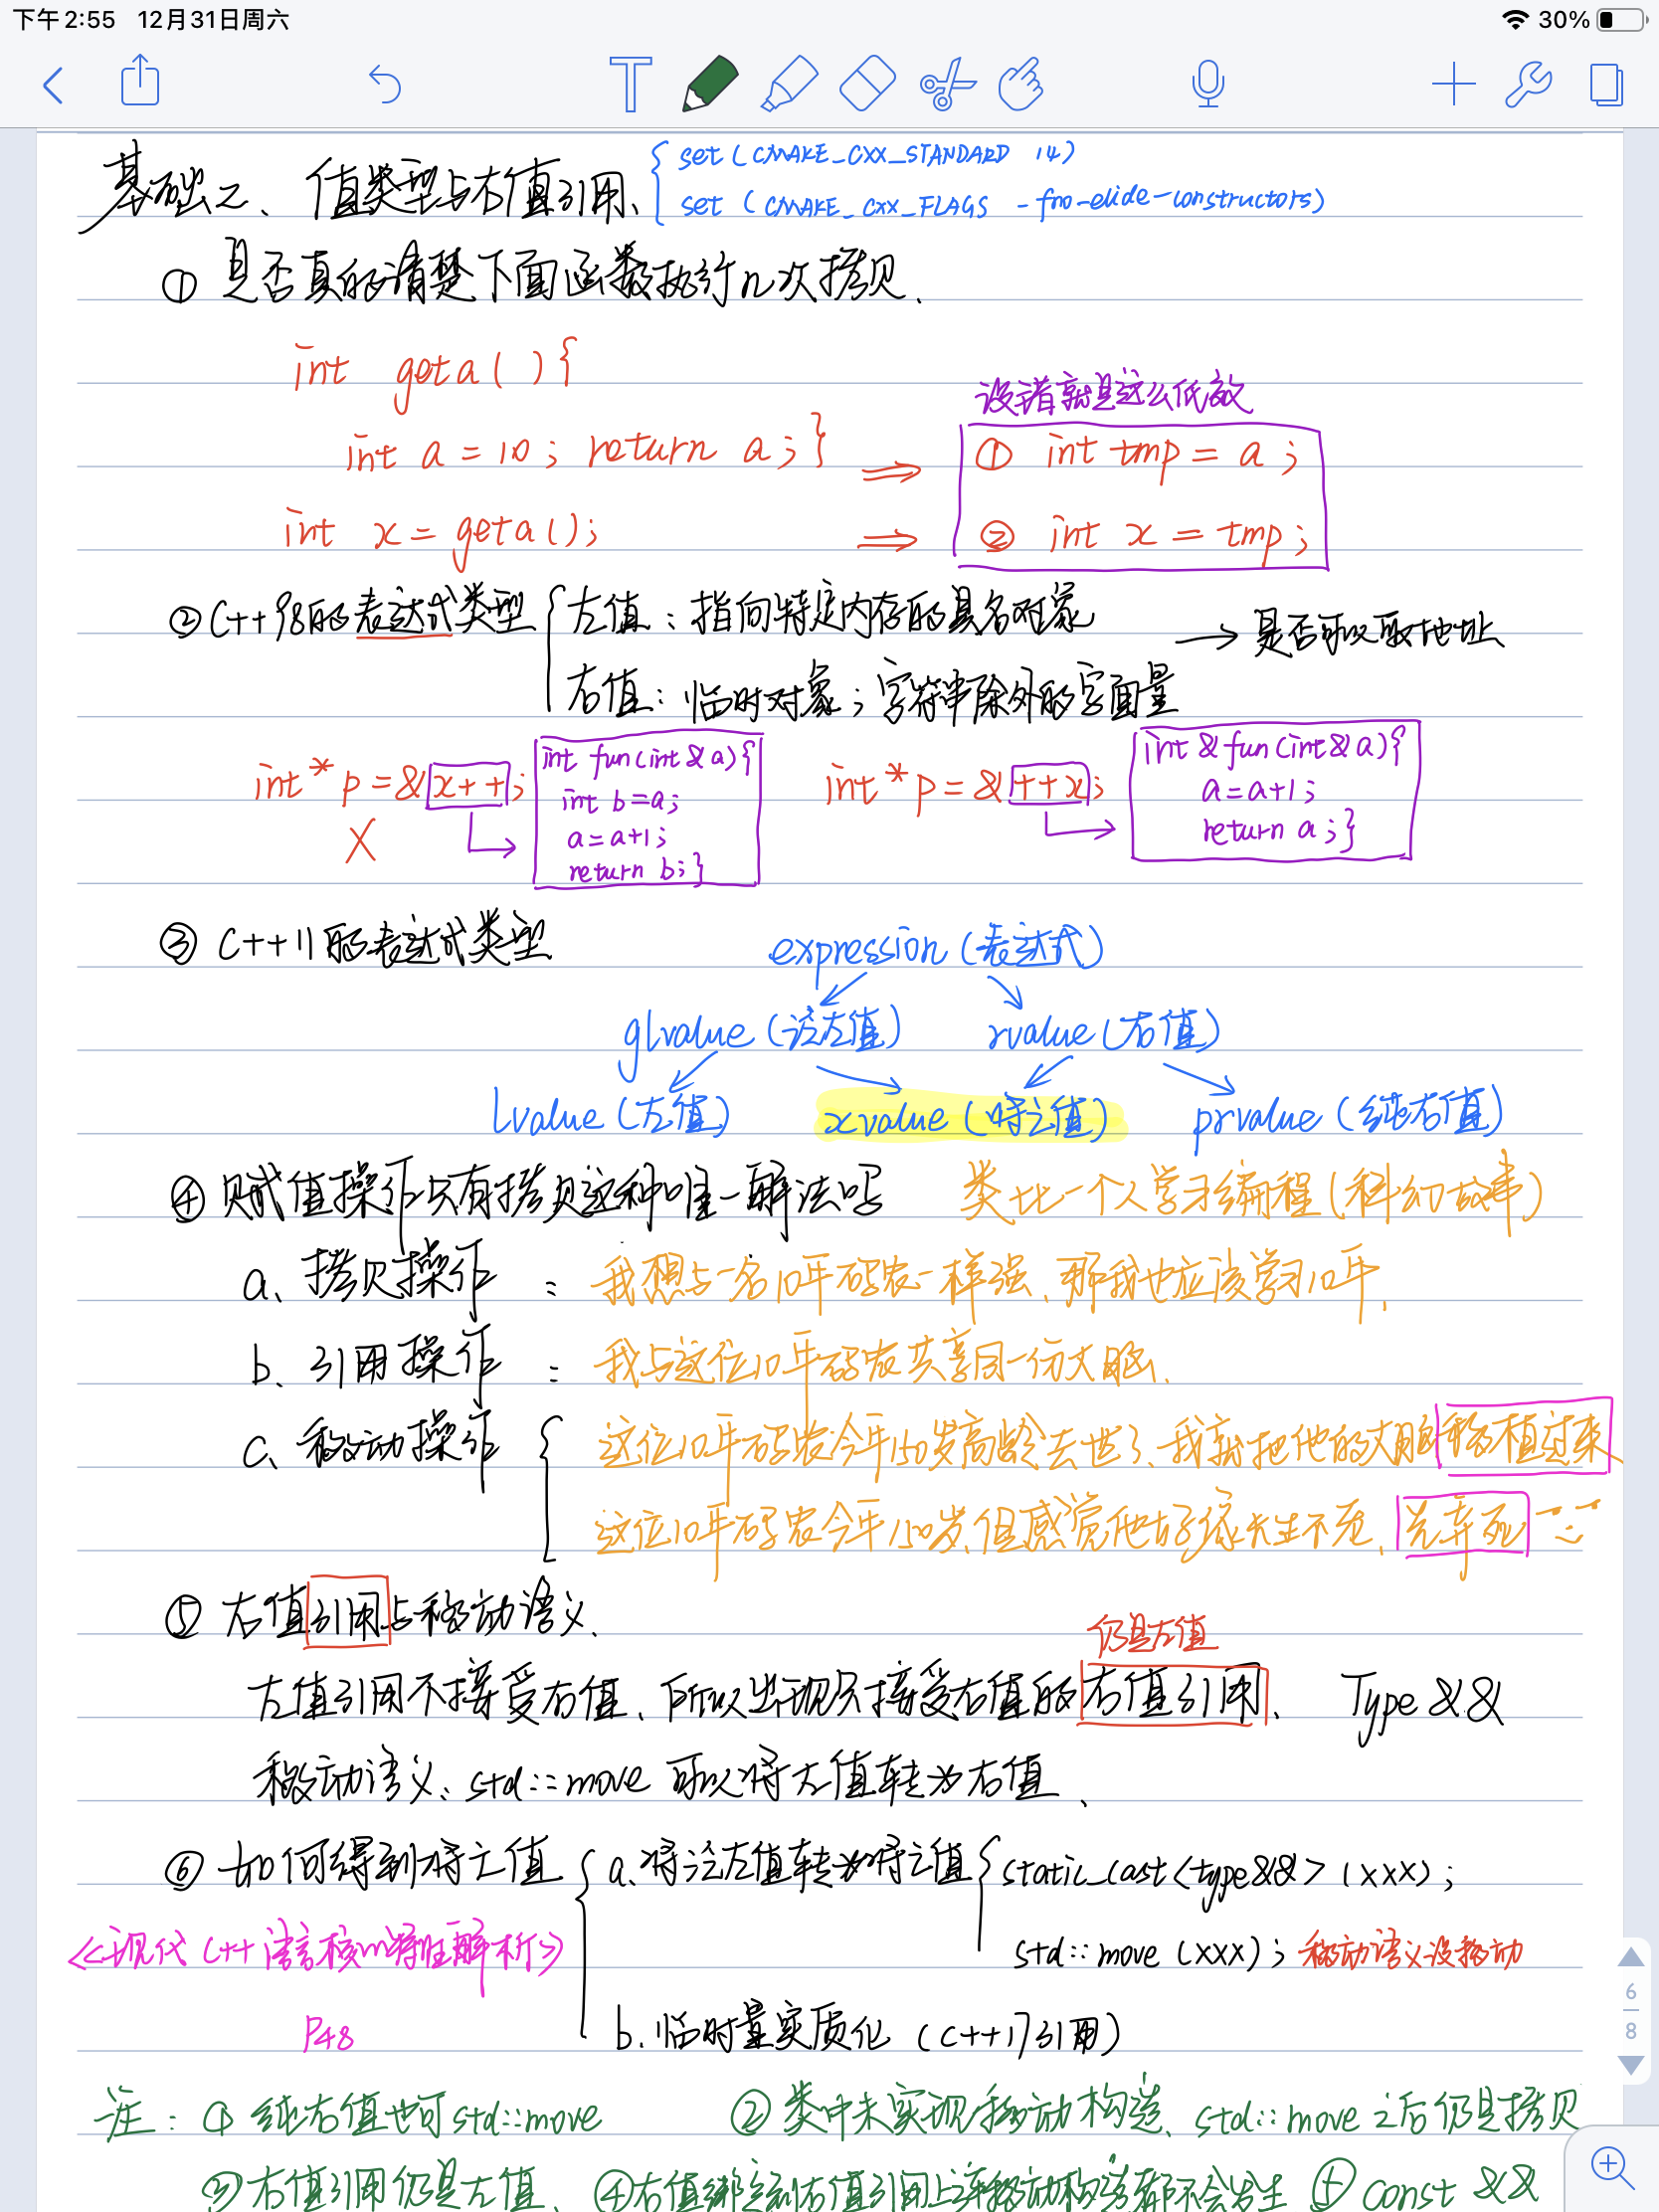 下午2:55 12月31日周六 30%
基础二、值类型与右值引用、
set(CMAKE_CXX_STANDARD 14)
set (CMAKE_CXX_FLAGS -fno-elide-constructors)
① 是否真的清楚下面函数执行几次拷贝.
int geta(){
int a=10; return a;}
int x=geta();
没错就是这么低效
① int tmp=a;
② int x=tmp;
②C++98的表达式类型
左值:指向特定内存的具名对象
右值:临时对象;字符串除外的字面量
→ 是否可以取地址
int*p=&x++;
X
int fun(int&a){
int b=a;
a=a+1;
return b;}
int*p=&++x;
int&fun(int&a){
a=a+1;
return a;}
③ C++11的表达式类型
expression(表达式)
glvalue(泛左值) rvalue(右值)
lvalue(左值) xvalue(将亡值) prvalue(纯右值)
④ 赋值操作只有拷贝这种唯一解法吗 类比一个人学习编程(科幻故事)
a、拷贝操作 : 我想与一名10年码农一样强、那我也应该学习10年.
b、引用操作 : 我与这位10年码农共享同一份大脑.
c、移动操作 这位10年码农今年150岁高龄去世了、我就把他的大脑移植过来、
这位10年码农今年150岁、但感觉他好像长生不老、
⑤ 右值引用与移动语义.
仍是左值
左值引用不接受右值、所以出现只接受右值的右值引用. Type&&
移动语义、std::move 可以将左值转为右值.
⑥ 如何得到将亡值
a.将泛左值转为将亡值
static_cast<type&&>(xxx);
std::move(xxx); 移动语义没移动
b.临时量实质化 (C++17引用)
<<现代C++语言核心特性解析>>
P48
注: ① 纯右值也可std::move ② 类中未实现移动构造、std::move之后仍是拷贝
③ 右值引用仍是左值. ④右值绑定到右值引用上连移动构造都不会发生 ⑤ const &&
6
8